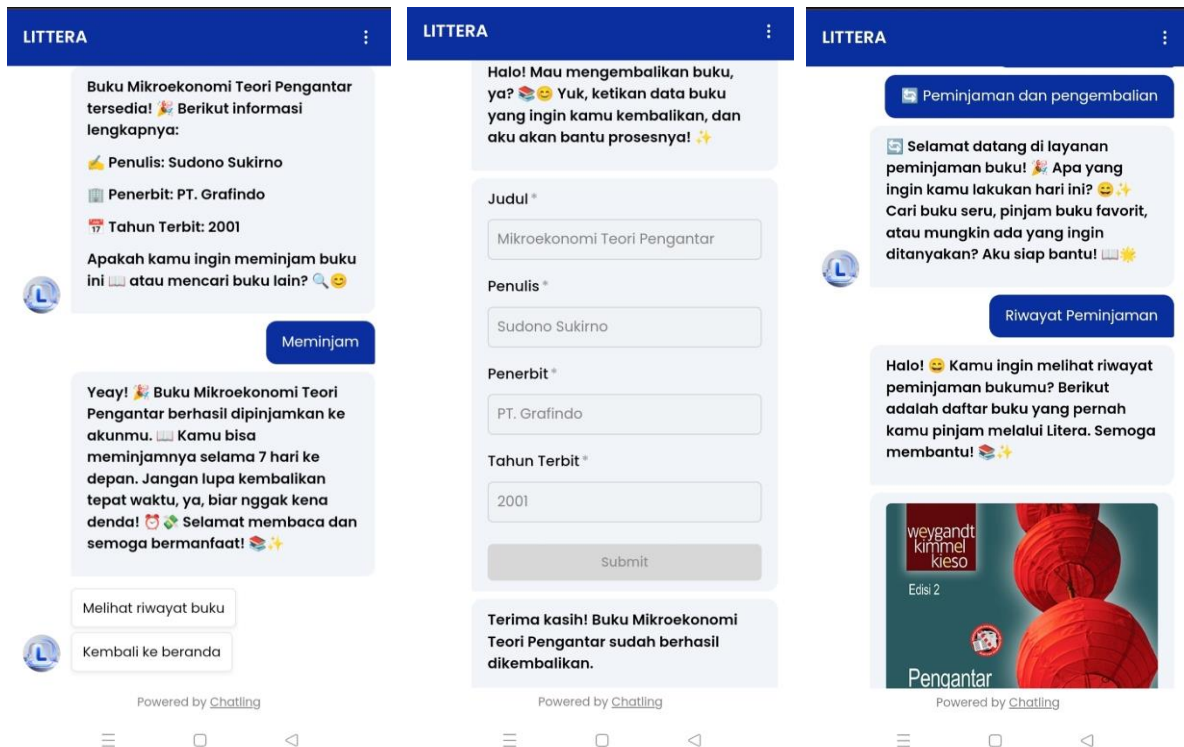 LITTERA
Buku Mikroekonomi Teori Pengantar
tersedia! 🎉 Berikut informasi
lengkapnya:
✍️ Penulis: Sudono Sukirno
🏢 Penerbit: PT. Grafindo
📅 Tahun Terbit: 2001
Apakah kamu ingin meminjam buku
ini 📖 atau mencari buku lain? 🔍😊
Meminjam
Yeay! 🎉 Buku Mikroekonomi Teori
Pengantar berhasil dipinjamkan ke
akunmu. 📖 Kamu bisa
meminjamnya selama 7 hari ke
depan. Jangan lupa kembalikan
tepat waktu, ya, biar nggak kena
denda! ⏰💸 Selamat membaca dan
semoga bermanfaat! 📚✨
Melihat riwayat buku
Kembali ke beranda
Powered by Chatling
LITTERA
Halo! Mau mengembalikan buku,
ya? 📚😊 Yuk, ketikan data buku
yang ingin kamu kembalikan, dan
aku akan bantu prosesnya! ✨
Judul*
Mikroekonomi Teori Pengantar
Penulis*
Sudono Sukirno
Penerbit*
PT. Grafindo
Tahun Terbit*
2001
Submit
Terima kasih! Buku Mikroekonomi
Teori Pengantar sudah berhasil
dikembalikan.
Powered by Chatling
LITTERA
🔄 Peminjaman dan pengembalian
🔄 Selamat datang di layanan
peminjaman buku! 🎉 Apa yang
ingin kamu lakukan hari ini? 😄✨
Cari buku seru, pinjam buku favorit,
atau mungkin ada yang ingin
ditanyakan? Aku siap bantu! 📖🌟
Riwayat Peminjaman
Halo! 😄 Kamu ingin melihat riwayat
peminjaman bukumu? Berikut
adalah daftar buku yang pernah
kamu pinjam melalui Litera. Semoga
membantu! 📚✨
weygandt
kimmel
kieso
Edisi 2
Pengantar
Powered by Chatling